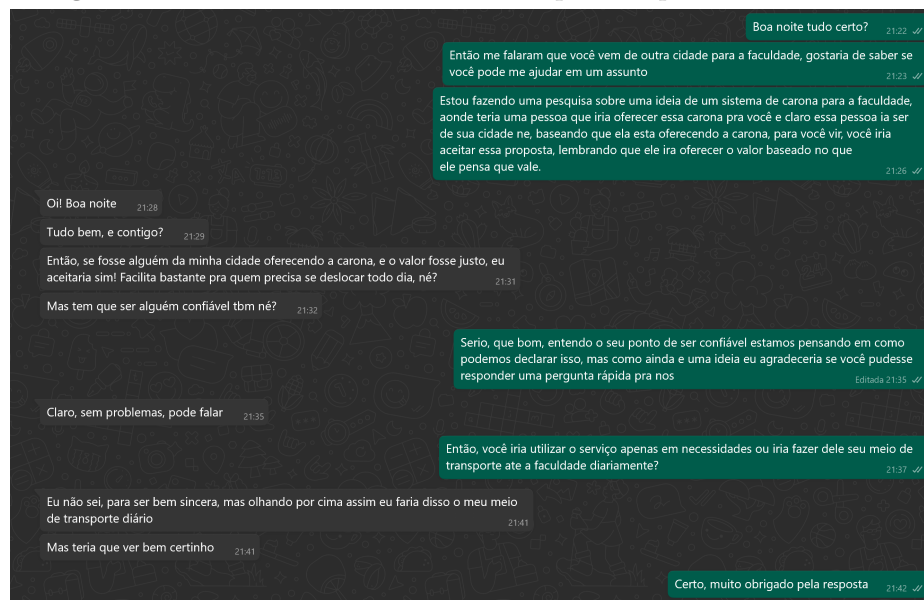 Boa noite tudo certo? 21:22
Então me falaram que você vem de outra cidade para a faculdade, gostaria de saber se
você pode me ajudar em um assunto 21:23
Estou fazendo uma pesquisa sobre uma ideia de um sistema de carona para a faculdade,
aonde teria uma pessoa que iria oferecer essa carona pra você e claro essa pessoa ia ser
de sua cidade ne, baseando que ela esta oferecendo a carona, para você vir, você iria
aceitar essa proposta, lembrando que ele ira oferecer o valor baseado no que
ele pensa que vale. 21:26
Oi! Boa noite 21:28
Tudo bem, e contigo? 21:29
Então, se fosse alguém da minha cidade oferecendo a carona, e o valor fosse justo, eu
aceitaria sim! Facilita bastante pra quem precisa se deslocar todo dia, né? 21:31
Mas tem que ser alguém confiável tbm né? 21:32
Serio, que bom, entendo o seu ponto de ser confiável estamos pensando em como
podemos declarar isso, mas como ainda e uma ideia eu agradeceria se você pudesse
responder uma pergunta rápida pra nos Editada 21:35
Claro, sem problemas, pode falar 21:35
Então, você iria utilizar o serviço apenas em necessidades ou iria fazer dele seu meio de
transporte ate a faculdade diariamente? 21:37
Eu não sei, para ser bem sincera, mas olhando por cima assim eu faria disso o meu meio
de transporte diário 21:41
Mas teria que ver bem certinho 21:41
Certo, muito obrigado pela resposta 21:42